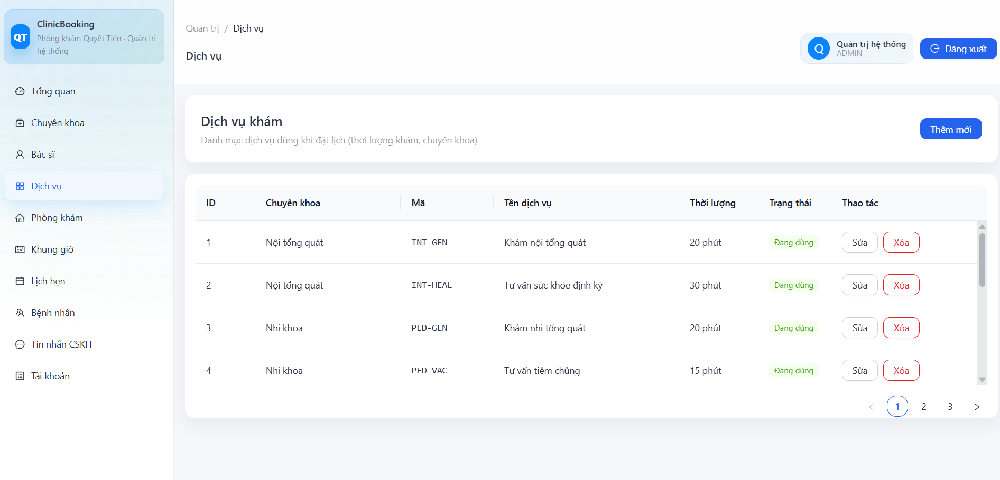 QT
ClinicBooking
Phòng khám Quyết Tiến · Quản trị
hệ thống
Tổng quan
Chuyên khoa
Bác sĩ
Dịch vụ
Phòng khám
Khung giờ
Lịch hẹn
Bệnh nhân
Tin nhắn CSKH
Tài khoản
Quản trị / Dịch vụ
Dịch vụ
Q
Quản trị hệ thống
ADMIN
Đăng xuất
Dịch vụ khám
Danh mục dịch vụ dùng khi đặt lịch (thời lượng khám, chuyên khoa)
Thêm mới
ID Chuyên khoa Mã Tên dịch vụ Thời lượng Trạng thái Thao tác
1 Nội tổng quát INT-GEN Khám nội tổng quát 20 phút Đang dùng Sửa Xóa
2 Nội tổng quát INT-HEAL Tư vấn sức khỏe định kỳ 30 phút Đang dùng Sửa Xóa
3 Nhi khoa PED-GEN Khám nhi tổng quát 20 phút Đang dùng Sửa Xóa
4 Nhi khoa PED-VAC Tư vấn tiêm chủng 15 phút Đang dùng Sửa Xóa
< 1 2 3 >